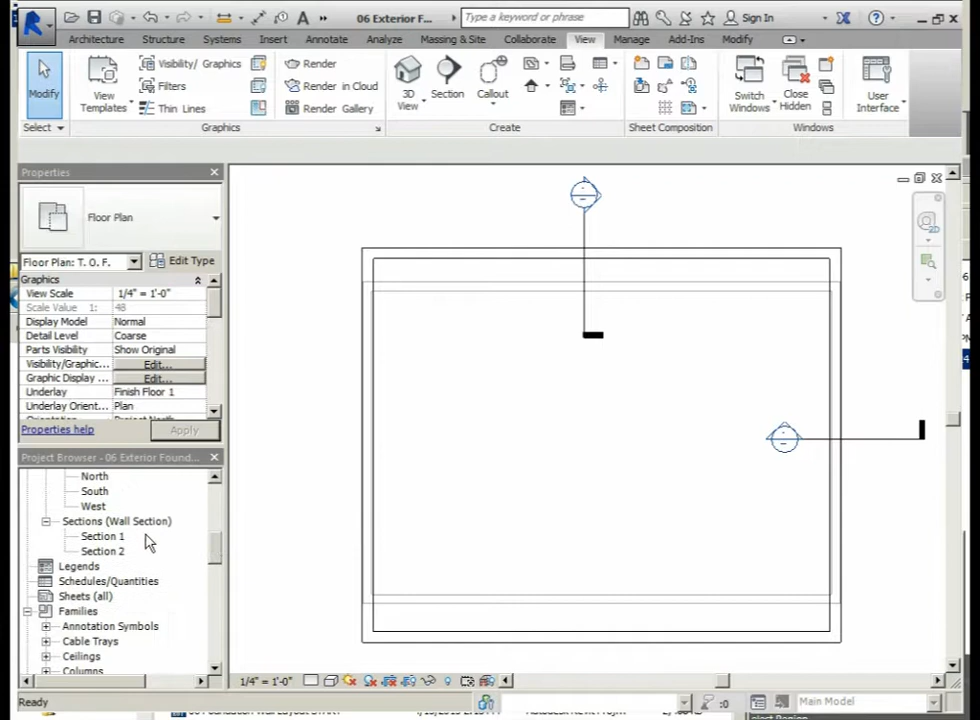 06 Exterior F...
Type a keyword or phrase
Sign In
Architecture Structure Systems Insert Annotate Analyze Massing & Site Collaborate View Manage Add-Ins Modify
Modify
View Templates
Visibility/ Graphics
Filters
Thin Lines
Render
Render in Cloud
Render Gallery
3D View
Section
Callout
Switch Windows
Close Hidden
User Interface
Select
Graphics
Create
Sheet Composition
Windows
Properties
Floor Plan
Floor Plan: T. O. F.
Edit Type
Graphics
View Scale 1/4" = 1'-0"
Scale Value 1: 48
Display Model Normal
Detail Level Coarse
Parts Visibility Show Original
Visibility/Graphic... Edit...
Graphic Display ... Edit...
Underlay Finish Floor 1
Underlay Orient... Plan
Properties help
Apply
Project Browser - 06 Exterior Found...
North
South
West
Sections (Wall Section)
Section 1
Section 2
Legends
Schedules/Quantities
Sheets (all)
Families
Annotation Symbols
Cable Trays
Ceilings
Columns
2D
1/4" = 1'-0"
Ready
:0
Main Model